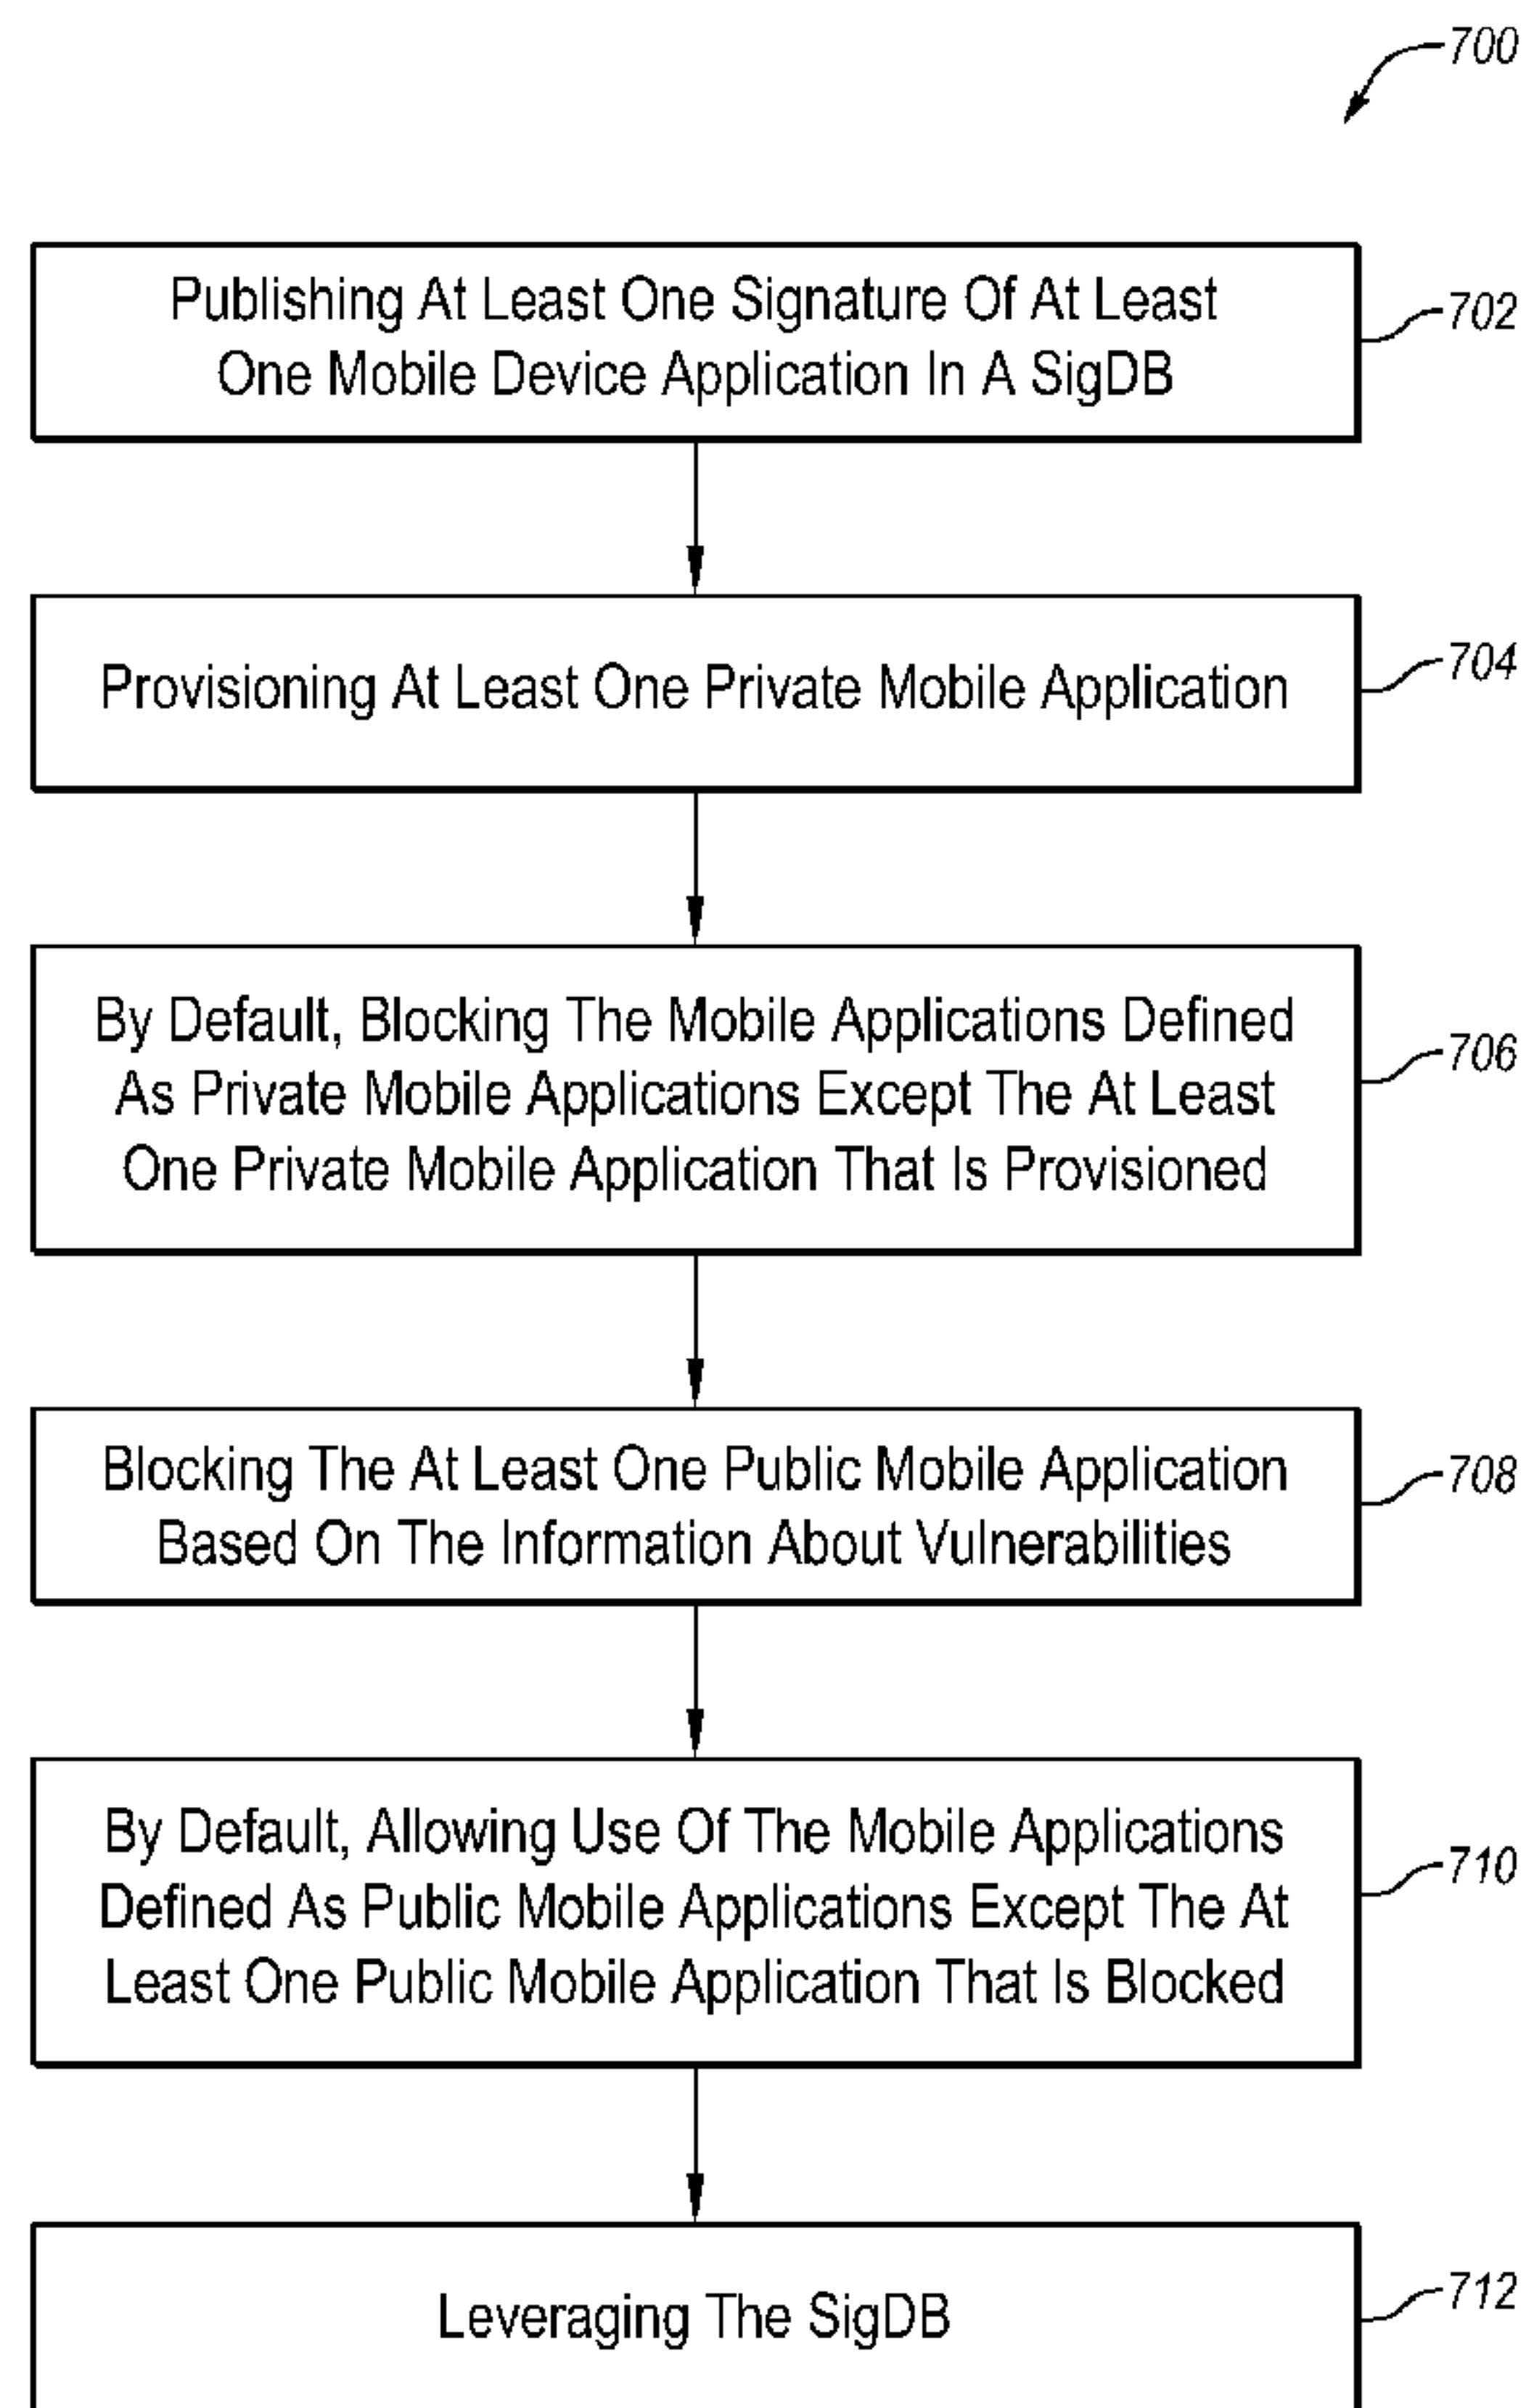 700
Publishing At Least One Signature Of At Least
One Mobile Device Application In A SigDB
702
Provisioning At Least One Private Mobile Application
704
By Default, Blocking The Mobile Applications Defined
As Private Mobile Applications Except The At Least
One Private Mobile Application That Is Provisioned
706
Blocking The At Least One Public Mobile Application
Based On The Information About Vulnerabilities
708
By Default, Allowing Use Of The Mobile Applications
Defined As Public Mobile Applications Except The At
Least One Public Mobile Application That Is Blocked
710
Leveraging The SigDB
712